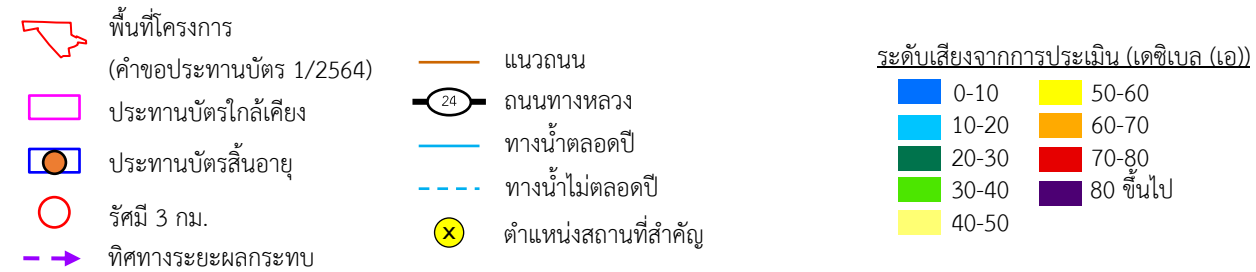 พื้นที่โครงการ
(คำขอประทานบัตร 1/2564)
ประทานบัตรใกล้เคียง
ประทานบัตรสิ้นอายุ
รัศมี 3 กม.
ทิศทางระยะผลกระทบ
แนวถนน
24 ถนนทางหลวง
ทางน้ำตลอดปี
ทางน้ำไม่ตลอดปี
x ตำแหน่งสถานที่สำคัญ
ระดับเสียงจากการประเมิน (เดซิเบล (เอ))
0-10
10-20
20-30
30-40
40-50
50-60
60-70
70-80
80 ขึ้นไป